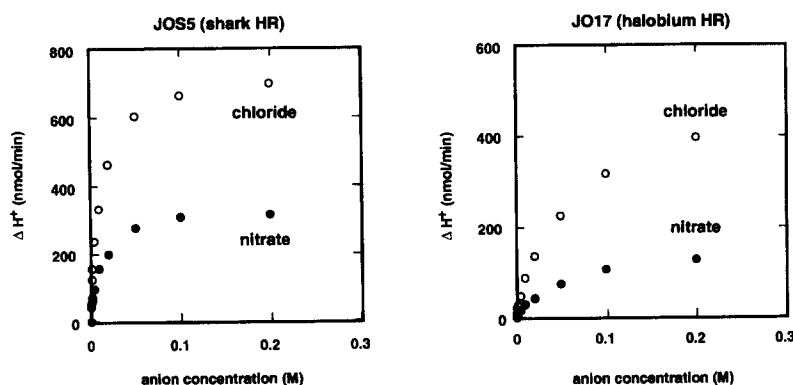 JOS5 (shark HR)
800
600
400
200
0
Δ H⁺ (nmol/min)
chloride
nitrate
0
0.1
0.2
0.3
anion concentration (M)
JO17 (halobium HR)
600
400
200
0
Δ H⁺ (nmol/min)
chloride
nitrate
0
0.1
0.2
0.3
anion concentration (M)